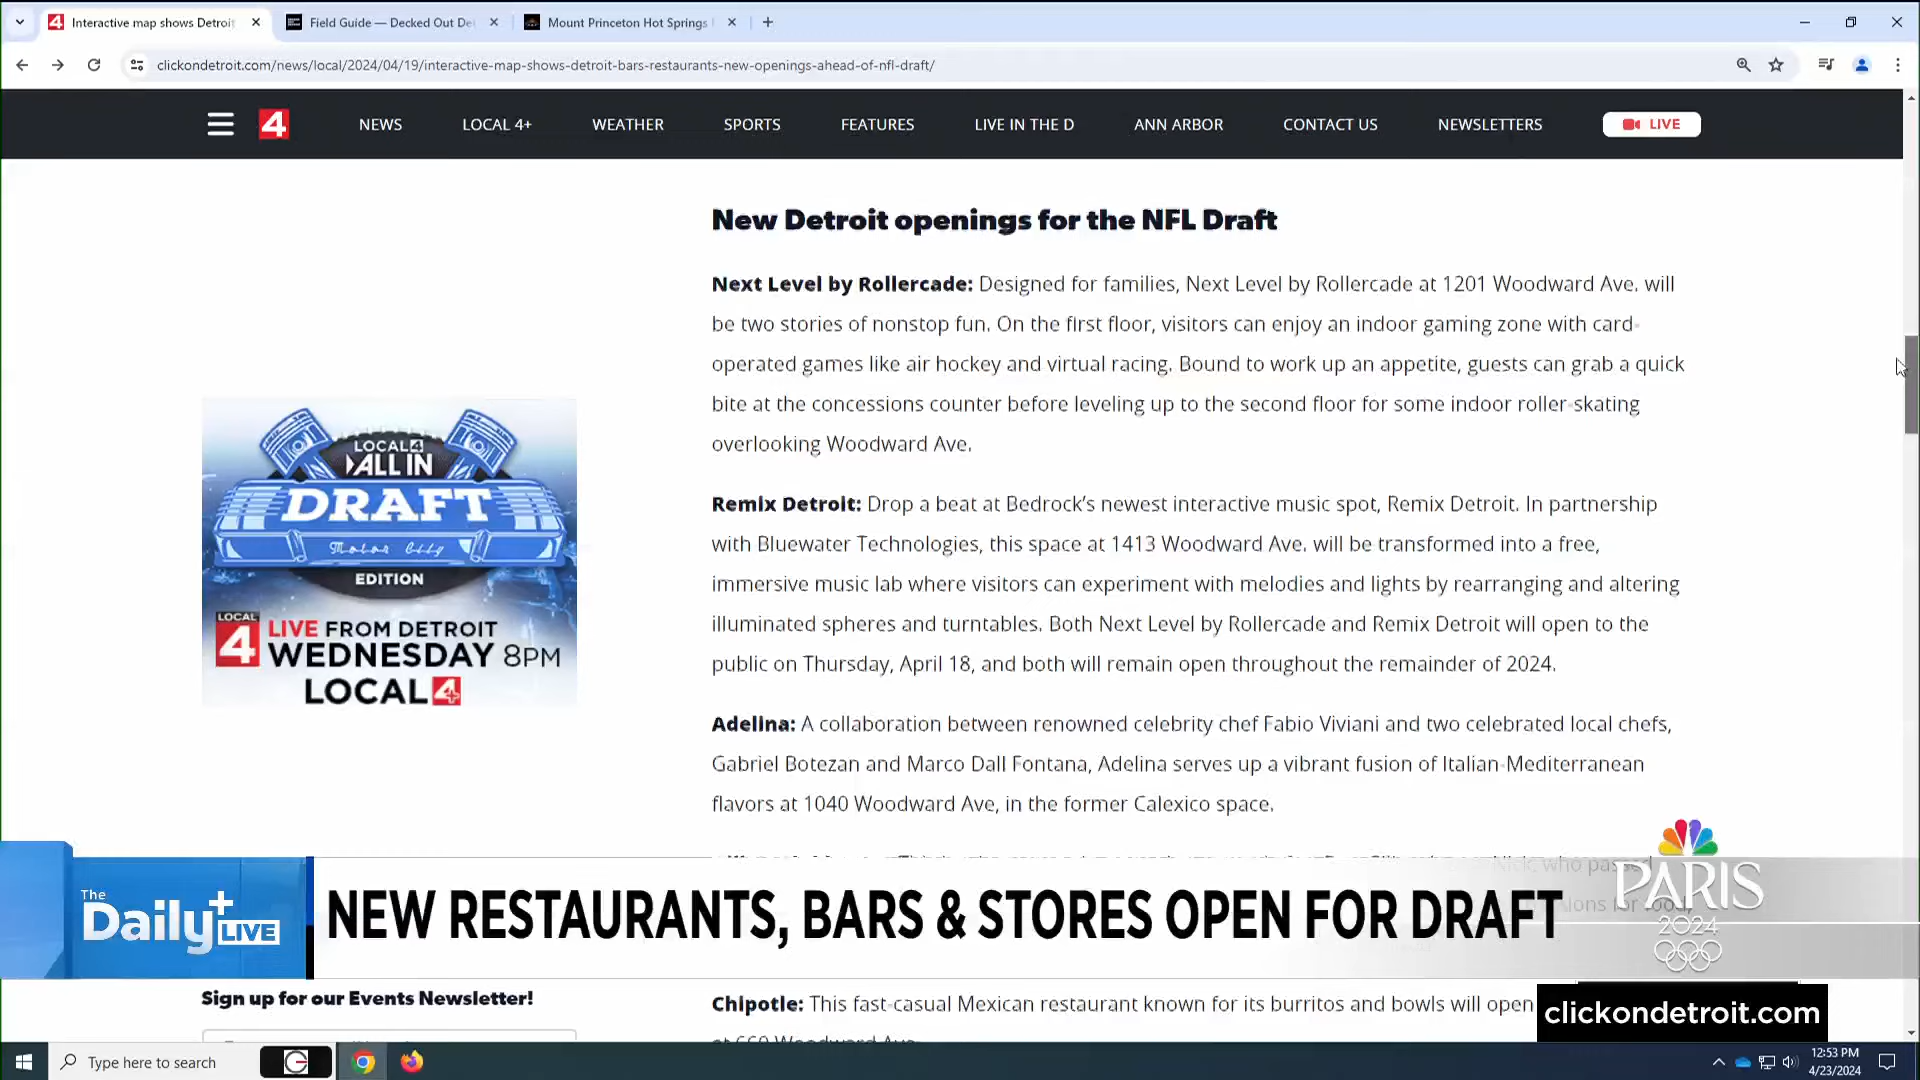 Interactive map shows Detroit
Field Guide — Decked Out De
Mount Princeton Hot Springs
clickondetroit.com/news/local/2024/04/19/interactive-map-shows-detroit-bars-restaurants-new-openings-ahead-of-nfl-draft/
4
NEWS
LOCAL 4+
WEATHER
SPORTS
FEATURES
LIVE IN THE D
ANN ARBOR
CONTACT US
NEWSLETTERS
LIVE
New Detroit openings for the NFL Draft
Next Level by Rollercade: Designed for families, Next Level by Rollercade at 1201 Woodward Ave. will
be two stories of nonstop fun. On the first floor, visitors can enjoy an indoor gaming zone with card-
operated games like air hockey and virtual racing. Bound to work up an appetite, guests can grab a quick
bite at the concessions counter before leveling up to the second floor for some indoor roller-skating
overlooking Woodward Ave.
Remix Detroit: Drop a beat at Bedrock’s newest interactive music spot, Remix Detroit. In partnership
with Bluewater Technologies, this space at 1413 Woodward Ave. will be transformed into a free,
immersive music lab where visitors can experiment with melodies and lights by rearranging and altering
illuminated spheres and turntables. Both Next Level by Rollercade and Remix Detroit will open to the
public on Thursday, April 18, and both will remain open throughout the remainder of 2024.
Adelina: A collaboration between renowned celebrity chef Fabio Viviani and two celebrated local chefs,
Gabriel Botezan and Marco Dall Fontana, Adelina serves up a vibrant fusion of Italian-Mediterranean
flavors at 1040 Woodward Ave, in the former Calexico space.
LOCAL 4
ALL IN
DRAFT
Motor City
EDITION
LOCAL
4
LIVE FROM DETROIT
WEDNESDAY 8PM
LOCAL 4+
The
Daily+
LIVE
NEW RESTAURANTS, BARS & STORES OPEN FOR DRAFT
PARIS
2024
Sign up for our Events Newsletter!
Chipotle: This fast-casual Mexican restaurant known for its burritos and bowls will open
at 660 Woodward Ave.
clickondetroit.com
Type here to search
12:53 PM
4/23/2024